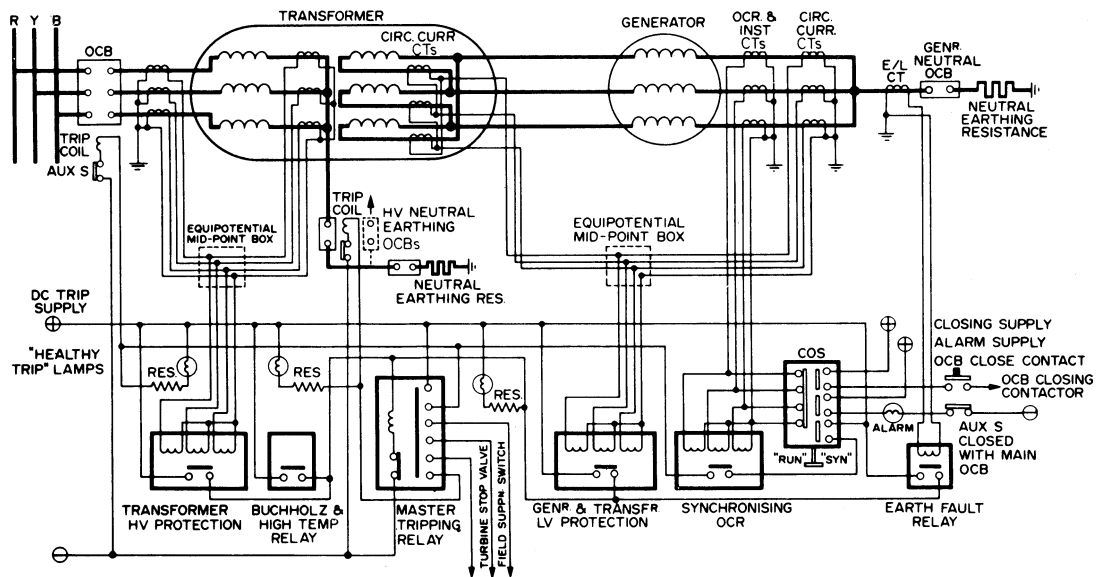 R Y B
OCB
TRANSFORMER
CIRC. CURR
CTs
GENERATOR
OCR. &
INST
CTs
CIRC.
CURR.
CTs
E/L
CT
GENR.
NEUTRAL
OCB
NEUTRAL
EARTHING
RESISTANCE
TRIP
COIL
AUX S
TRIP
COIL
HV NEUTRAL
EARTHING
OCBs
NEUTRAL
EARTHING RES.
EQUIPOTENTIAL
MID-POINT BOX
EQUIPOTENTIAL
MID-POINT BOX
DC TRIP
SUPPLY
"HEALTHY
TRIP" LAMPS
RES.
RES.
RES.
COS
CLOSING SUPPLY
ALARM SUPPLY
OCB CLOSE CONTACT
OCB CLOSING
CONTACTOR
ALARM
AUX S
CLOSED
WITH MAIN
OCB
"RUN" "SYN"
TRANSFORMER
HV PROTECTION
BUCHHOLZ &
HIGH TEMP
RELAY
MASTER
TRIPPING
RELAY
TURBINE STOP VALVE
FIELD SUPPN. SWITCH
GENR. & TRANSFR.
LV PROTECTION
SYNCHRONISING
OCR
EARTH FAULT
RELAY